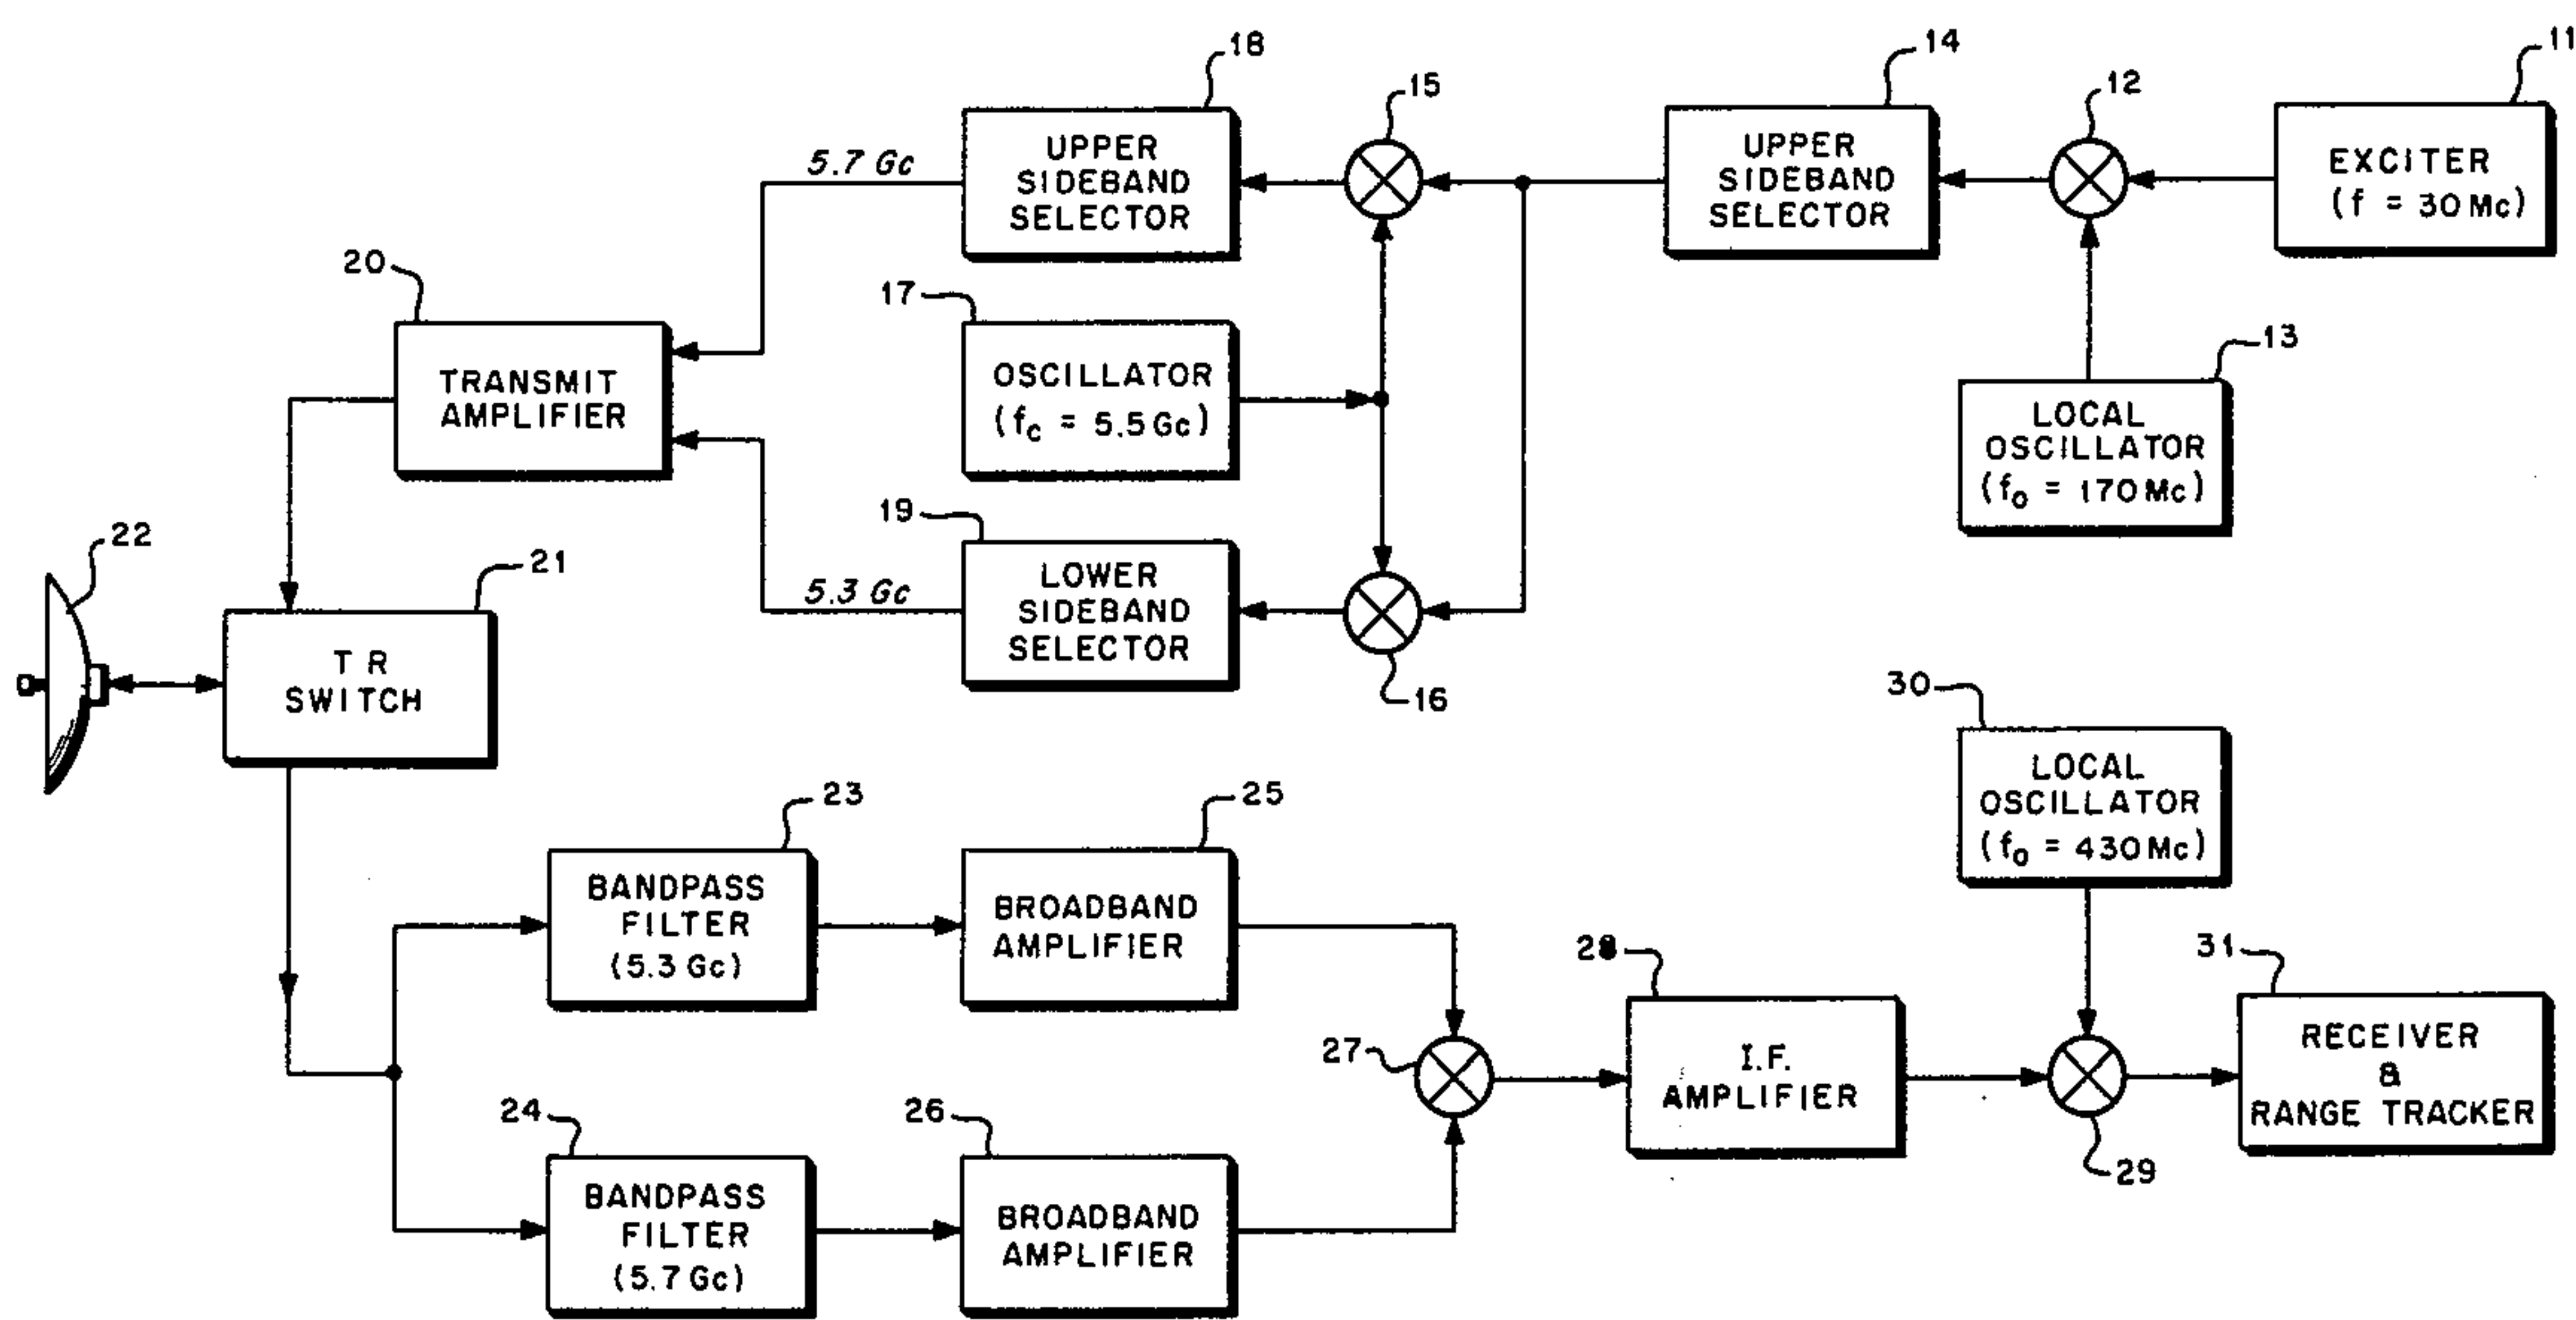 18
15
14
12
11
UPPER
SIDEBAND
SELECTOR
5.7 Gc
UPPER
SIDEBAND
SELECTOR
EXCITER
(f = 30 Mc)
20
17
13
TRANSMIT
AMPLIFIER
OSCILLATOR
(fc = 5.5 Gc)
LOCAL
OSCILLATOR
(fo = 170 Mc)
22
21
19
16
LOWER
SIDEBAND
SELECTOR
5.3 Gc
T R
SWITCH
30
LOCAL
OSCILLATOR
(fo = 430 Mc)
23
25
BANDPASS
FILTER
(5.3 Gc)
BROADBAND
AMPLIFIER
27
28
29
31
I.F.
AMPLIFIER
RECEIVER
&
RANGE TRACKER
24
26
BANDPASS
FILTER
(5.7 Gc)
BROADBAND
AMPLIFIER